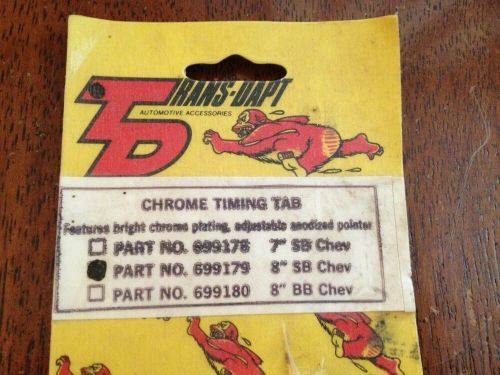 TRANS-DAPT
AUTOMOTIVE ACCESSORIES
TD
CHROME TIMING TAB
Features bright chrome plating, adjustable anodized pointer
PART NO. 699178 7" SB Chev
PART NO. 699179 8" SB Chev
PART NO. 699180 8" BB Chev